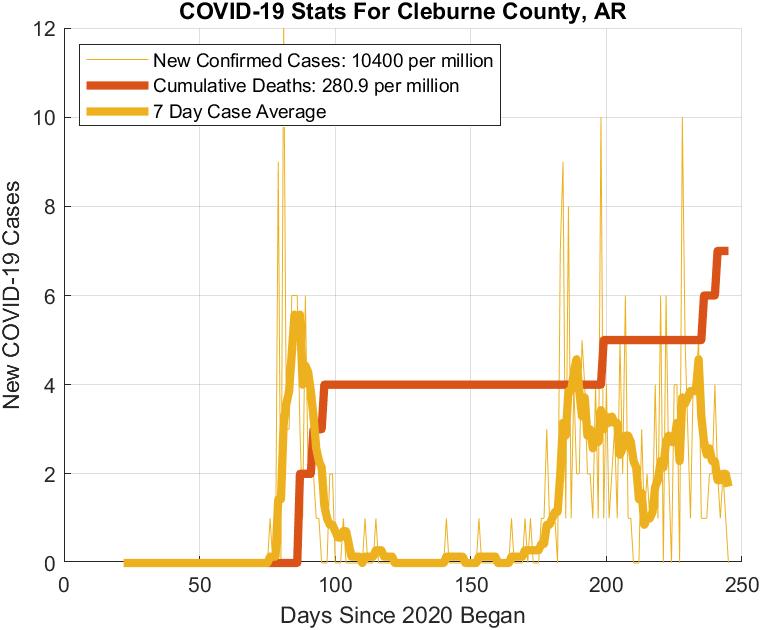 COVID-19 Stats For Cleburne County, AR
New Confirmed Cases: 10400 per million
Cumulative Deaths: 280.9 per million
7 Day Case Average
New COVID-19 Cases
12
10
8
6
4
2
0
0 50 100 150 200 250
Days Since 2020 Began